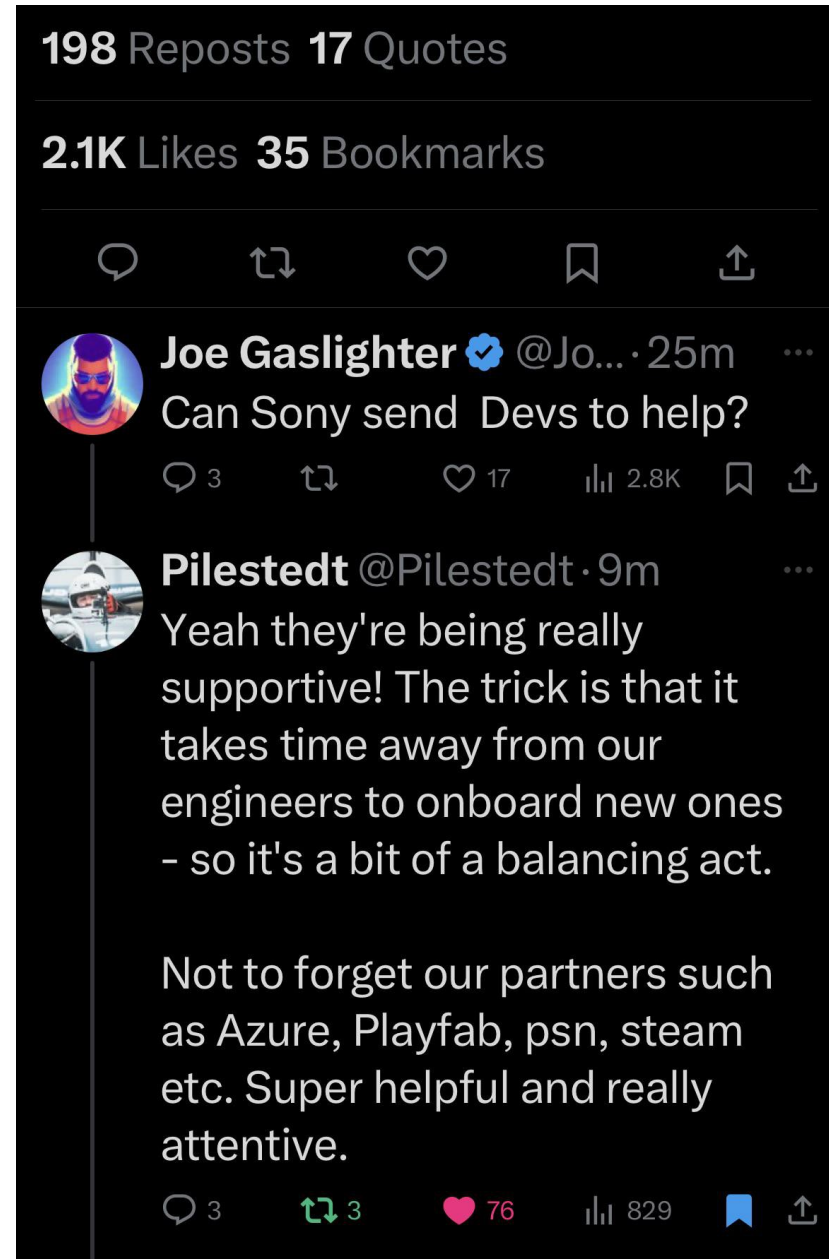 198 Reposts 17 Quotes
2.1K Likes 35 Bookmarks
Joe Gaslighter @Jo... · 25m
Can Sony send  Devs to help?
3 17 2.8K
Pilestedt @Pilestedt · 9m
Yeah they're being really
supportive! The trick is that it
takes time away from our
engineers to onboard new ones
- so it's a bit of a balancing act.
Not to forget our partners such
as Azure, Playfab, psn, steam
etc. Super helpful and really
attentive.
3 3 76 829